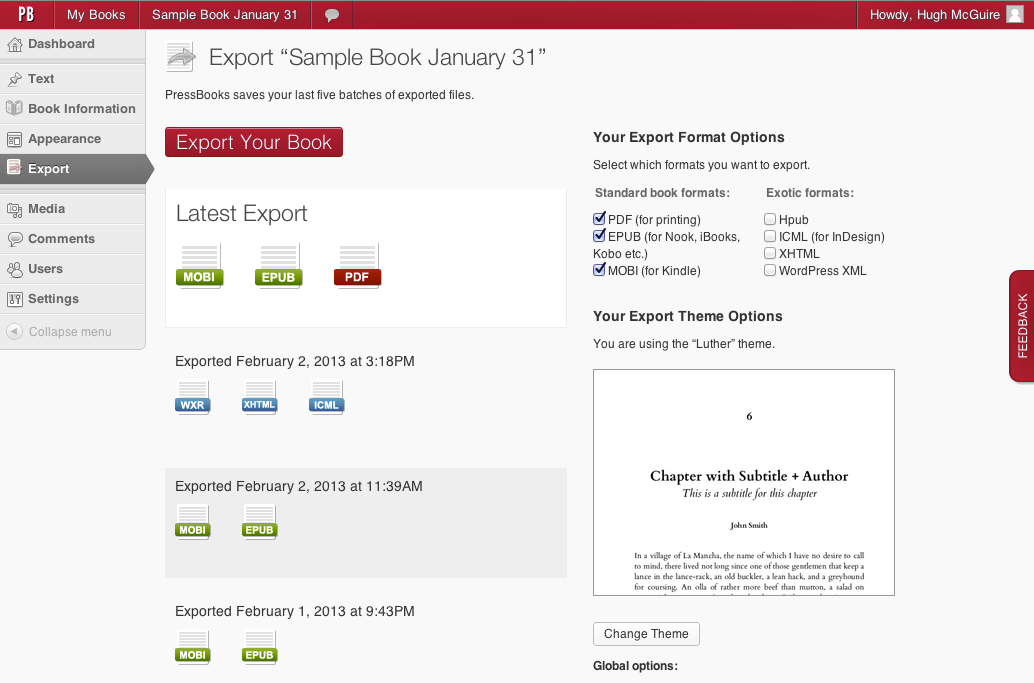 PB My Books Sample Book January 31 Howdy, Hugh McGuire
Dashboard
Text
Book Information
Appearance
Export
Media
Comments
Users
Settings
Collapse menu
Export “Sample Book January 31”
PressBooks saves your last five batches of exported files.
Export Your Book
Latest Export
MOBI EPUB PDF
Exported February 2, 2013 at 3:18PM
WXR XHTML ICML
Exported February 2, 2013 at 11:39AM
MOBI EPUB
Exported February 1, 2013 at 9:43PM
MOBI EPUB
Your Export Format Options
Select which formats you want to export.
Standard book formats:
PDF (for printing)
EPUB (for Nook, iBooks,
Kobo etc.)
MOBI (for Kindle)
Exotic formats:
Hpub
ICML (for InDesign)
XHTML
WordPress XML
Your Export Theme Options
You are using the “Luther” theme.
6
Chapter with Subtitle + Author
This is a subtitle for this chapter
John Smith
In a village of La Mancha, the name of which I have no desire to call
to mind, there lived not long since one of those gentlemen that keep a
lance in the lance-rack, an old buckler, a lean hack, and a greyhound
for coursing. An olla of rather more beef than mutton, a salad on
Change Theme
Global options:
FEEDBACK